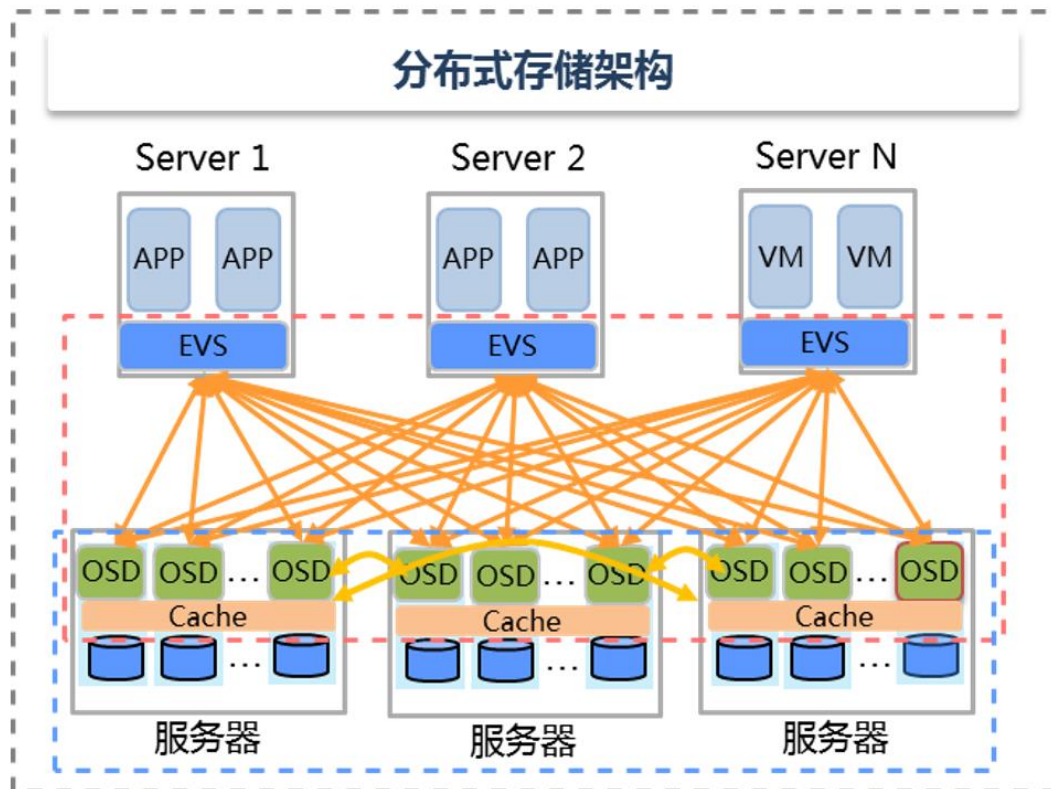 分布式存储架构
Server 1 Server 2 Server N
APP APP APP APP VM VM
EVS EVS EVS
OSD OSD ... OSD OSD OSD ... OSD OSD OSD ... OSD
Cache Cache Cache
... ... ...
服务器 服务器 服务器